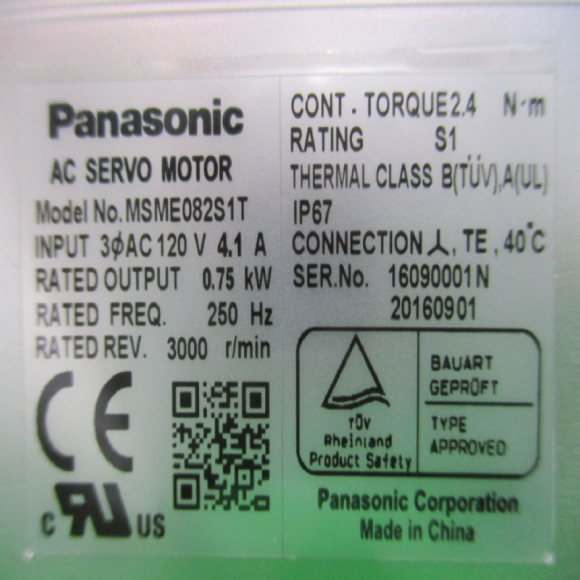 Panasonic
AC SERVO MOTOR
Model No. MSME082S1T
INPUT 3φAC 120 V 4.1 A
RATED OUTPUT 0.75 kW
RATED FREQ. 250 Hz
RATED REV. 3000 r/min
CONT. TORQUE 2.4 N·m
RATING S1
THERMAL CLASS B(TÜV),A(UL)
IP67
CONNECTION 人, TE, 40°C
SER.No. 16090001N
20160901
CE
C RU US
TÜV
Rheinland
Product Safety
BAUART
GEPRÜFT
TYPE
APPROVED
Panasonic Corporation
Made in China